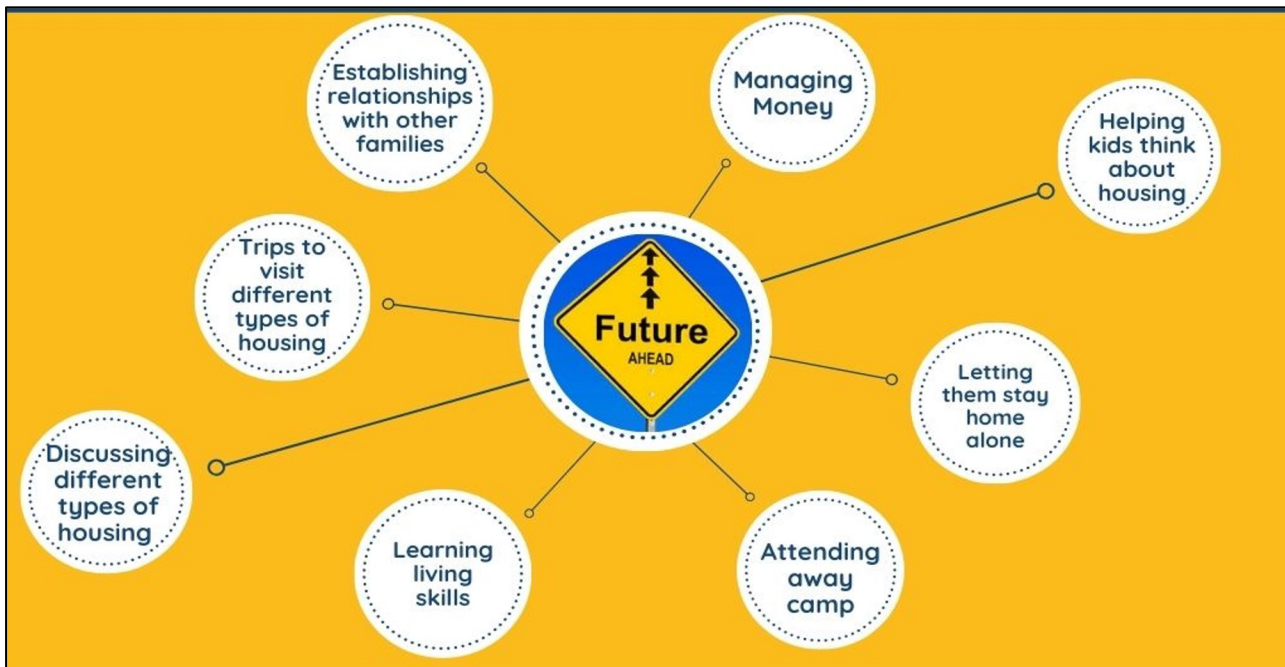 Establishing
relationships
with other
families
Managing
Money
Helping
kids think
about
housing
Trips to
visit
different
types of
housing
Future
AHEAD
Letting
them stay
home
alone
Discussing
different
types of
housing
Learning
living
skills
Attending
away
camp